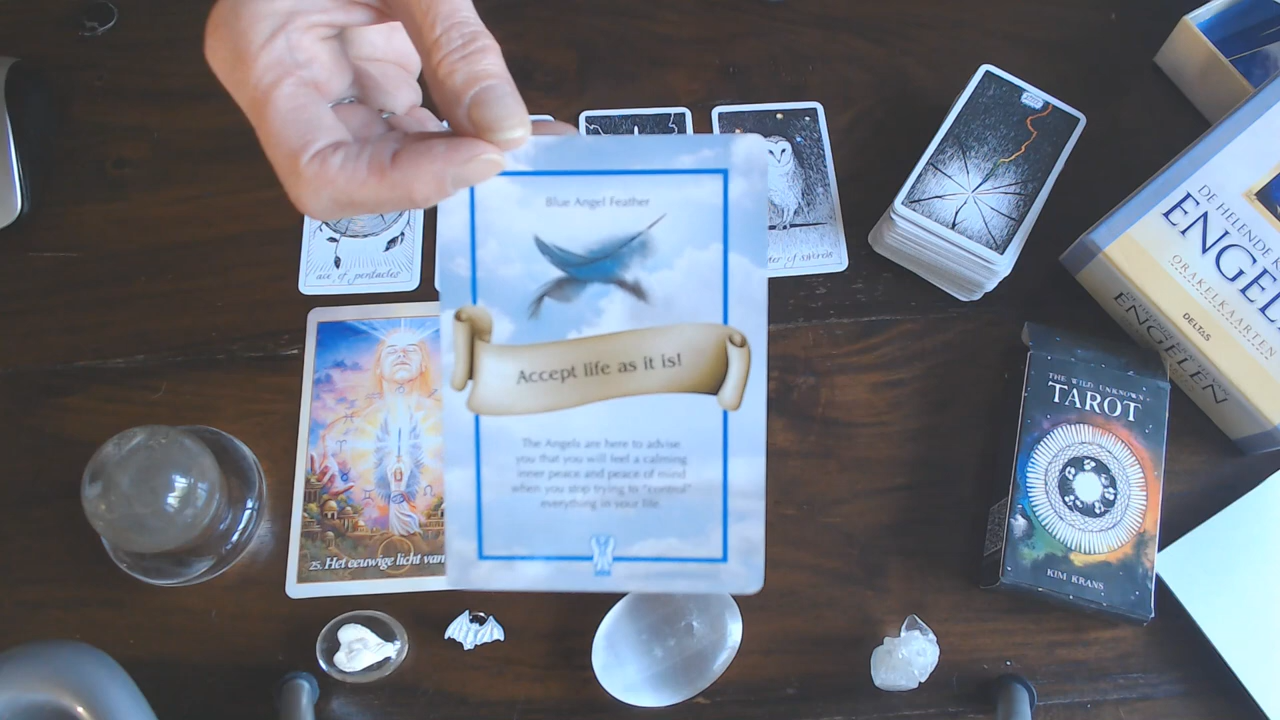 Blue Angel Feather
Accept life as it is!
The Angels are here to advise
you that you will feel a calming
inner peace and peace of mind
when you stop trying to "control"
everything in your life.
ace of pentacles
of swords
25. Het eeuwige licht van
THE WILD UNKNOWN
TAROT
KIM KRANS
DE HELENDE
ENGEL
ORAKELKAARTEN
DELTAS
ENGELEN